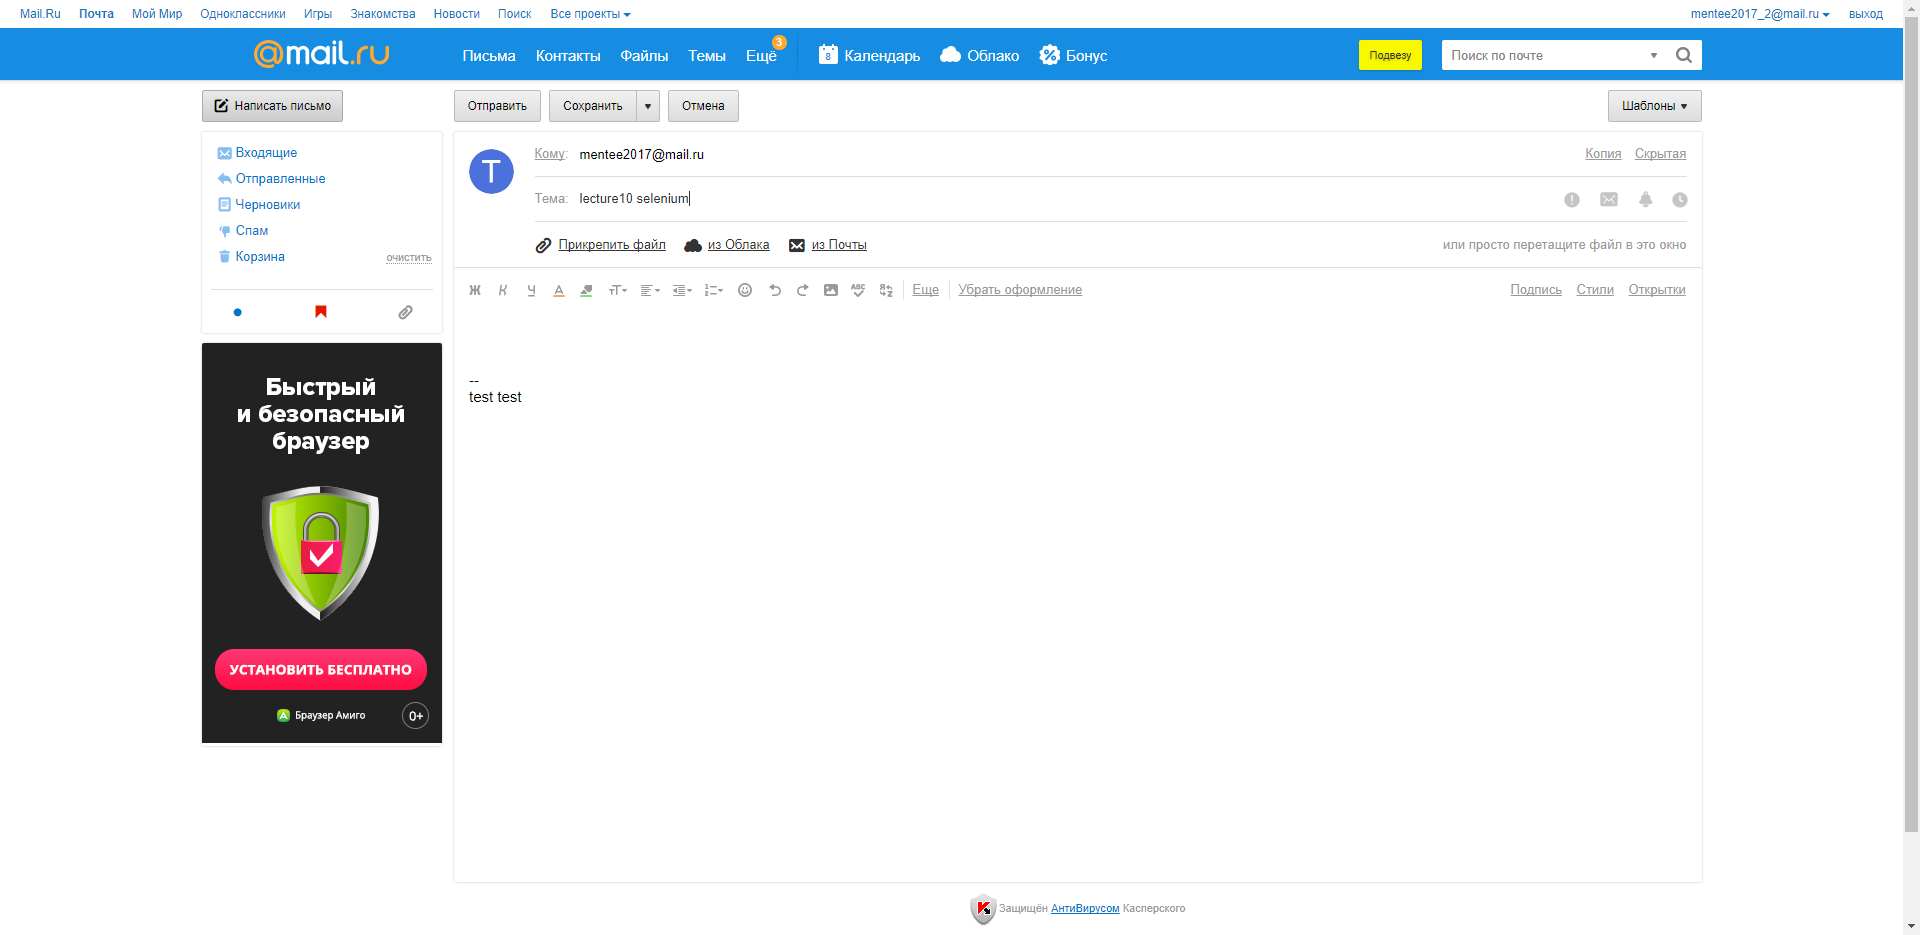 Mail.Ru Почта Мой Мир Одноклассники Игры Знакомства Новости Поиск Все проекты mentee2017_2@mail.ru выход
@mail.ru Письма Контакты Файлы Темы Ещё 3 8 Календарь Облако Бонус Подвезу Поиск по почте
Написать письмо Отправить Сохранить Отмена Шаблоны
Входящие
Отправленные
Черновики
Спам
Корзина очистить
Т
Кому: mentee2017@mail.ru Копия Скрытая
Тема: lecture10 selenium
Прикрепить файл из Облака из Почты или просто перетащите файл в это окно
Ж К Ч А тТ ABC Еще Убрать оформление Подпись Стили Открытки
--
test test
Быстрый
и безопасный
браузер
УСТАНОВИТЬ БЕСПЛАТНО
Браузер Амиго 0+
Защищён АнтиВирусом Касперского